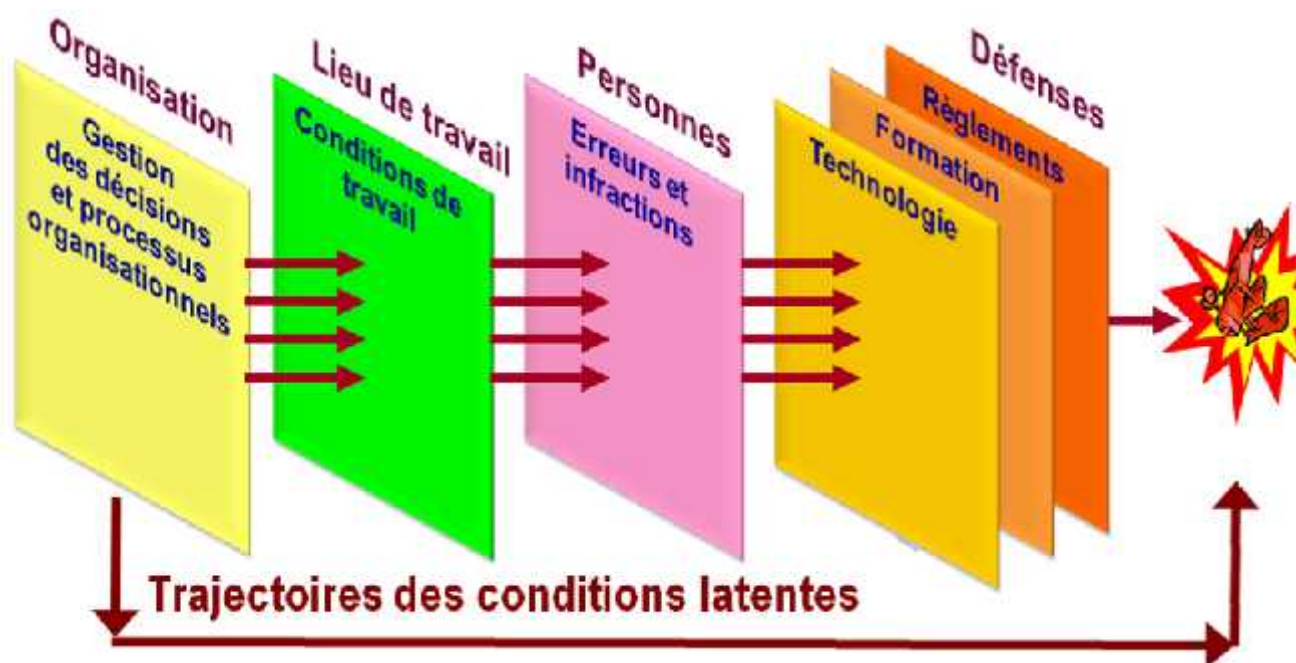 Organisation
Gestion
des décisions
et processus
organisationnels
Lieu de travail
Conditions de
travail
Personnes
Erreurs et
infractions
Défenses
Technologie
Formation
Règlements
Trajectoires des conditions latentes